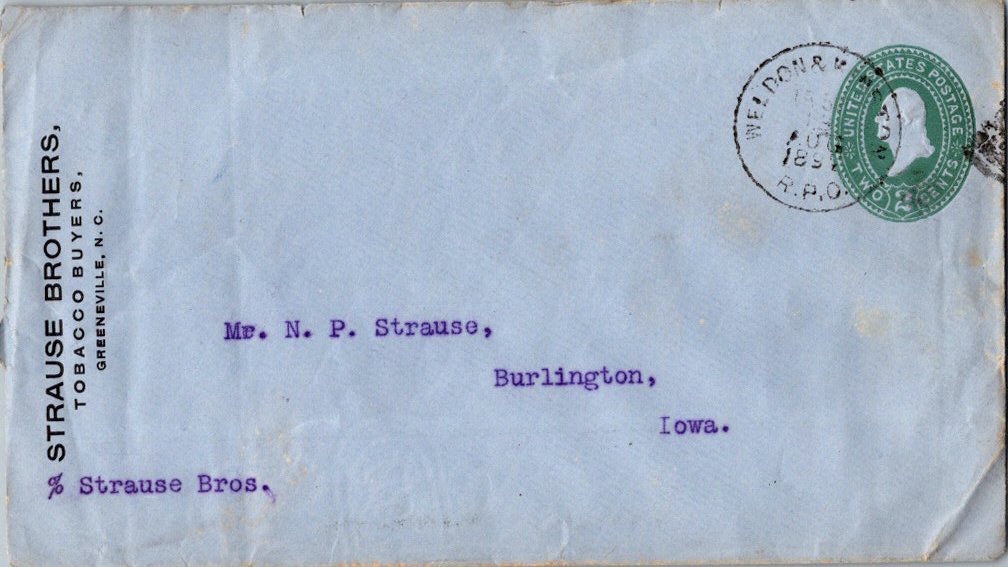 STRAUSE BROTHERS,
TOBACCO BUYERS,
GREENEVILLE, N. C.
WELDON &
189
R.P.O.
UNITED STATES POSTAGE
TWO 2 CENTS
Mr. N. P. Strause,
Burlington,
Iowa.
% Strause Bros.